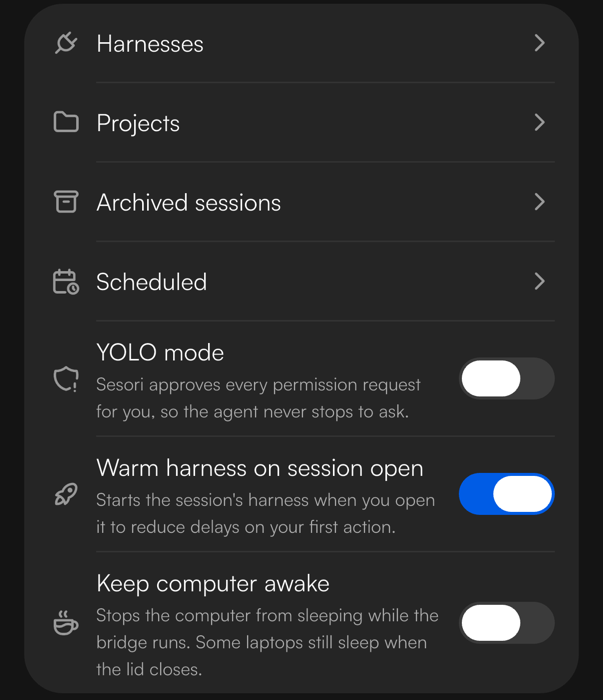 Harnesses
Projects
Archived sessions
Scheduled
YOLO mode
Sesori approves every permission request
for you, so the agent never stops to ask.
Warm harness on session open
Starts the session's harness when you open
it to reduce delays on your first action.
Keep computer awake
Stops the computer from sleeping while the
bridge runs. Some laptops still sleep when
the lid closes.